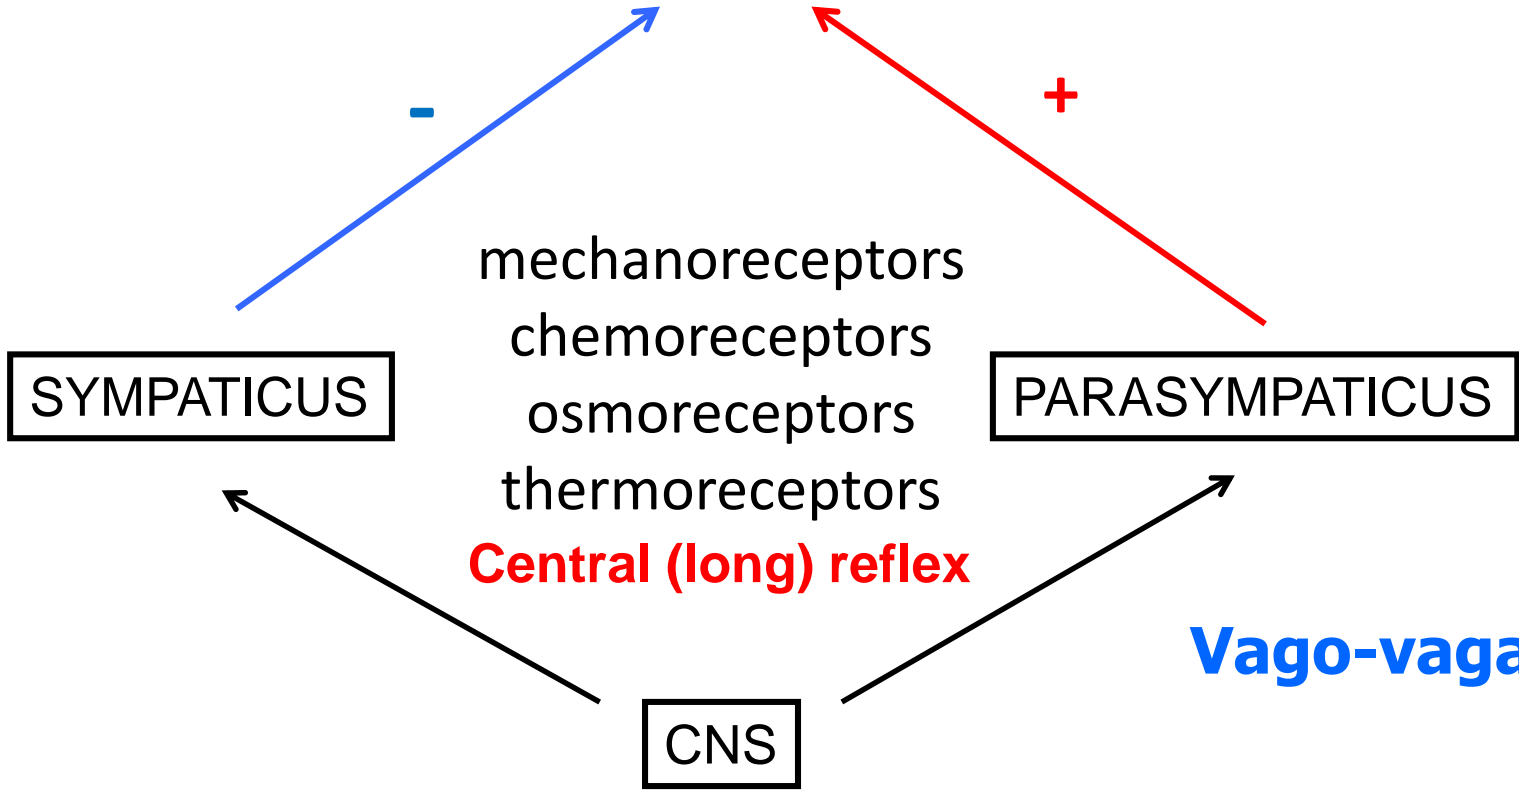 -
+
mechanoreceptors
chemoreceptors
SYMPATICUS
osmoreceptors
PARASYMPATICUS
thermoreceptors
Central (long) reflex
Vago-vaga
CNS